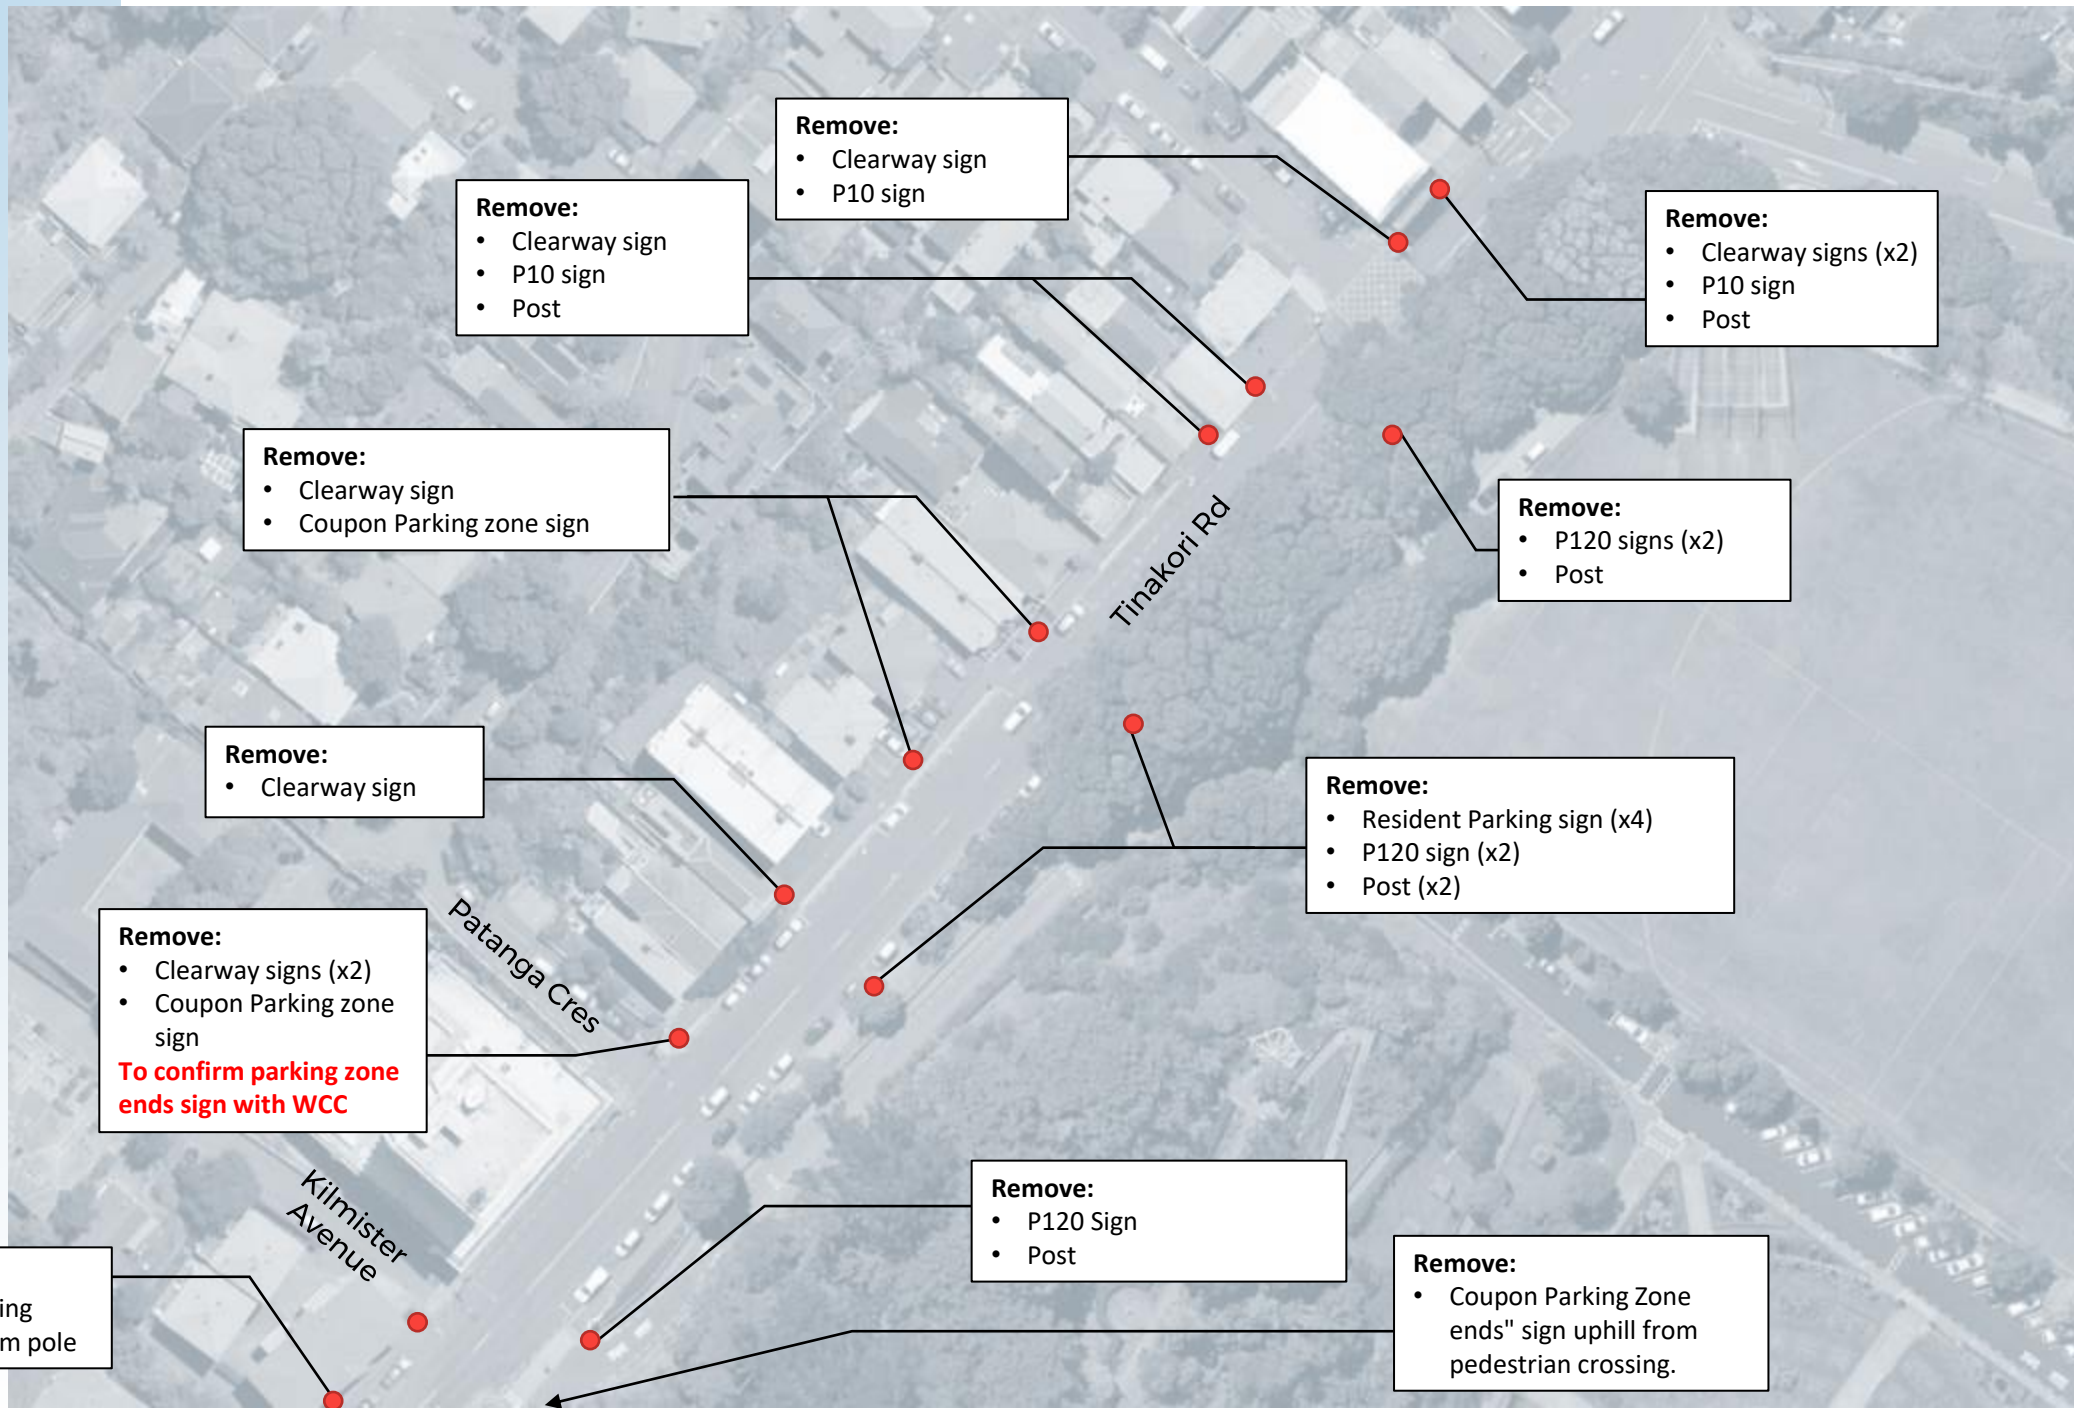 Remove:
• Clearway sign
• P10 sign
Remove:
• Clearway sign
• P10 sign
• Post
Remove:
• Clearway signs (x2)
• P10 sign
• Post
Remove:
• Clearway sign
• Coupon Parking zone sign
Remove:
• P120 signs (x2)
• Post
Tinakori Rd
Remove:
• Clearway sign
Remove:
• Resident Parking sign (x4)
• P120 sign (x2)
• Post (x2)
Patanga Cres
Remove:
• Clearway signs (x2)
• Coupon Parking zone
sign
To confirm parking zone
ends sign with WCC
Kilmister
Avenue
Remove:
• P120 Sign
• Post
Remove:
• Coupon Parking Zone
ends" sign uphill from
pedestrian crossing.
ing
m pole